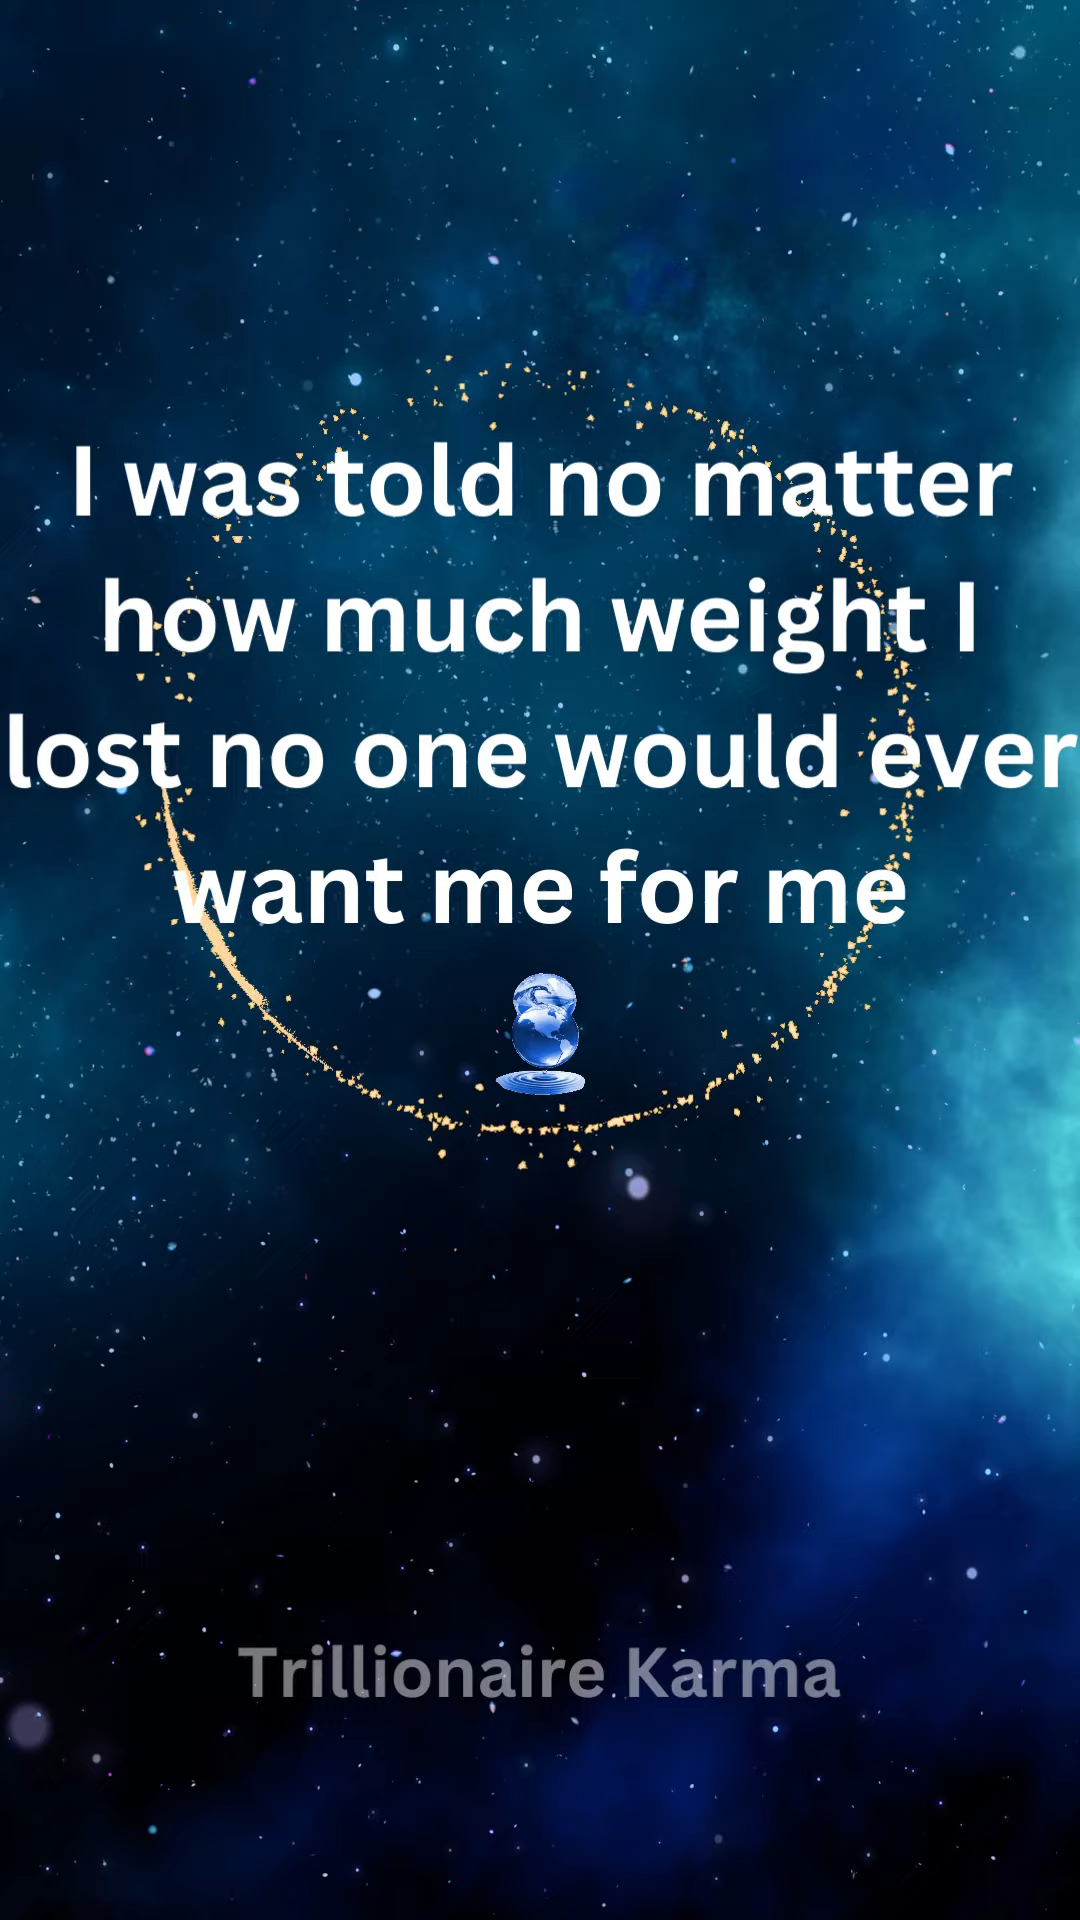 I was told no matter
how much weight I
lost no one would ever
want me for me
Trillionaire Karma